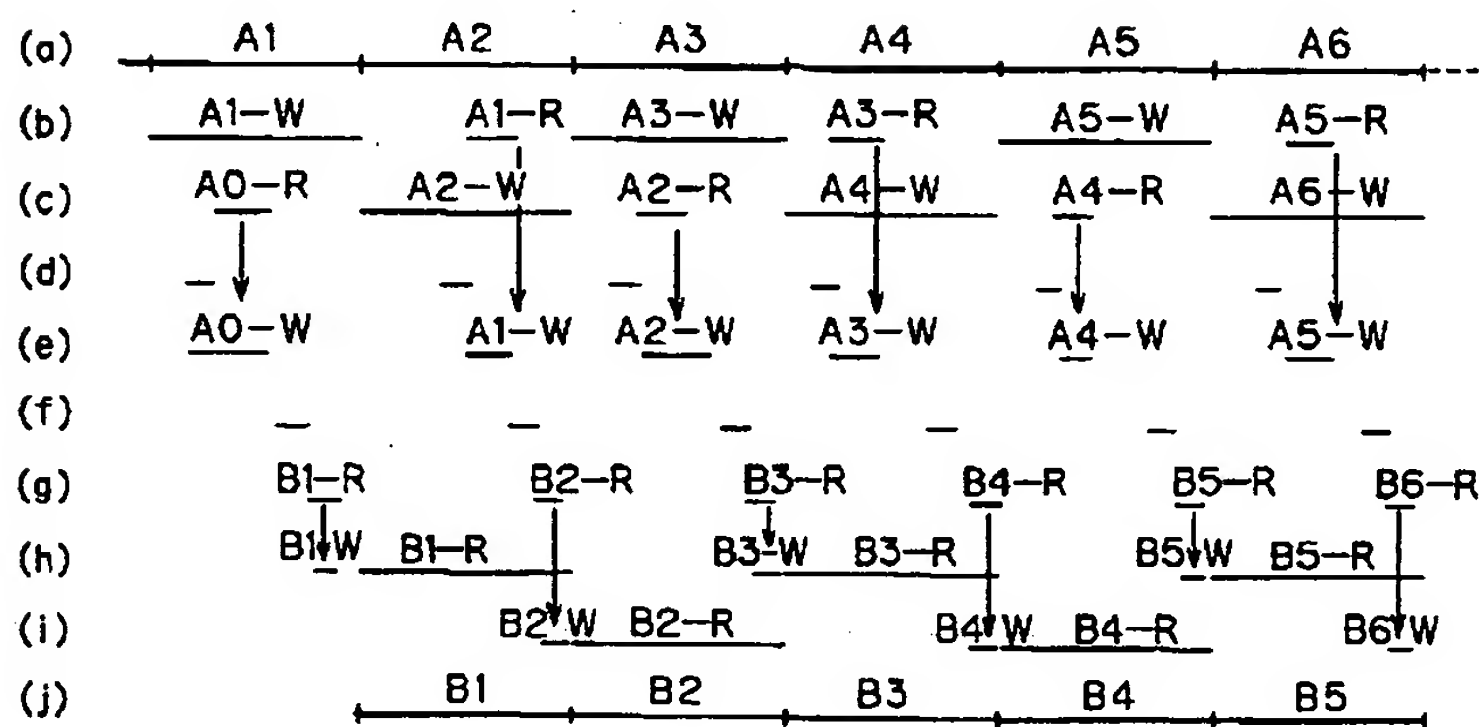 (a) A1 A2 A3 A4 A5 A6
(b) A1-W A1-R A3-W A3-R A5-W A5-R
(c) A0-R A2-W A2-R A4-W A4-R A6-W
(d)
(e) A0-W A1-W A2-W A3-W A4-W A5-W
(f)
(g) B1-R B2-R B3-R B4-R B5-R B6-R
(h) B1-W B1-R B3-W B3-R B5-W B5-R
(i) B2-W B2-R B4-W B4-R B6-W
(j) B1 B2 B3 B4 B5